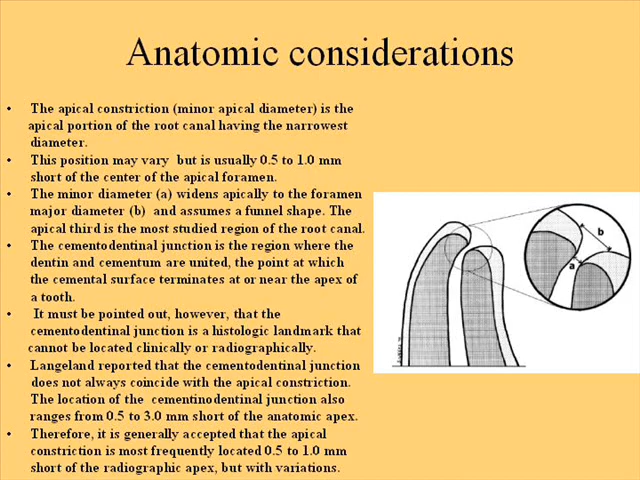 Anatomic considerations
• The apical constriction (minor apical diameter) is the
apical portion of the root canal having the narrowest
diameter.
• This position may vary but is usually 0.5 to 1.0 mm
short of the center of the apical foramen.
• The minor diameter (a) widens apically to the foramen
major diameter (b) and assumes a funnel shape. The
apical third is the most studied region of the root canal.
• The cementodentinal junction is the region where the
dentin and cementum are united, the point at which
the cemental surface terminates at or near the apex of
a tooth.
• It must be pointed out, however, that the
cementodentinal junction is a histologic landmark that
cannot be located clinically or radiographically.
• Langeland reported that the cementodentinal junction
does not always coincide with the apical constriction.
The location of the cementinodentinal junction also
ranges from 0.5 to 3.0 mm short of the anatomic apex.
• Therefore, it is generally accepted that the apical
constriction is most frequently located 0.5 to 1.0 mm
short of the radiographic apex, but with variations.
b
a